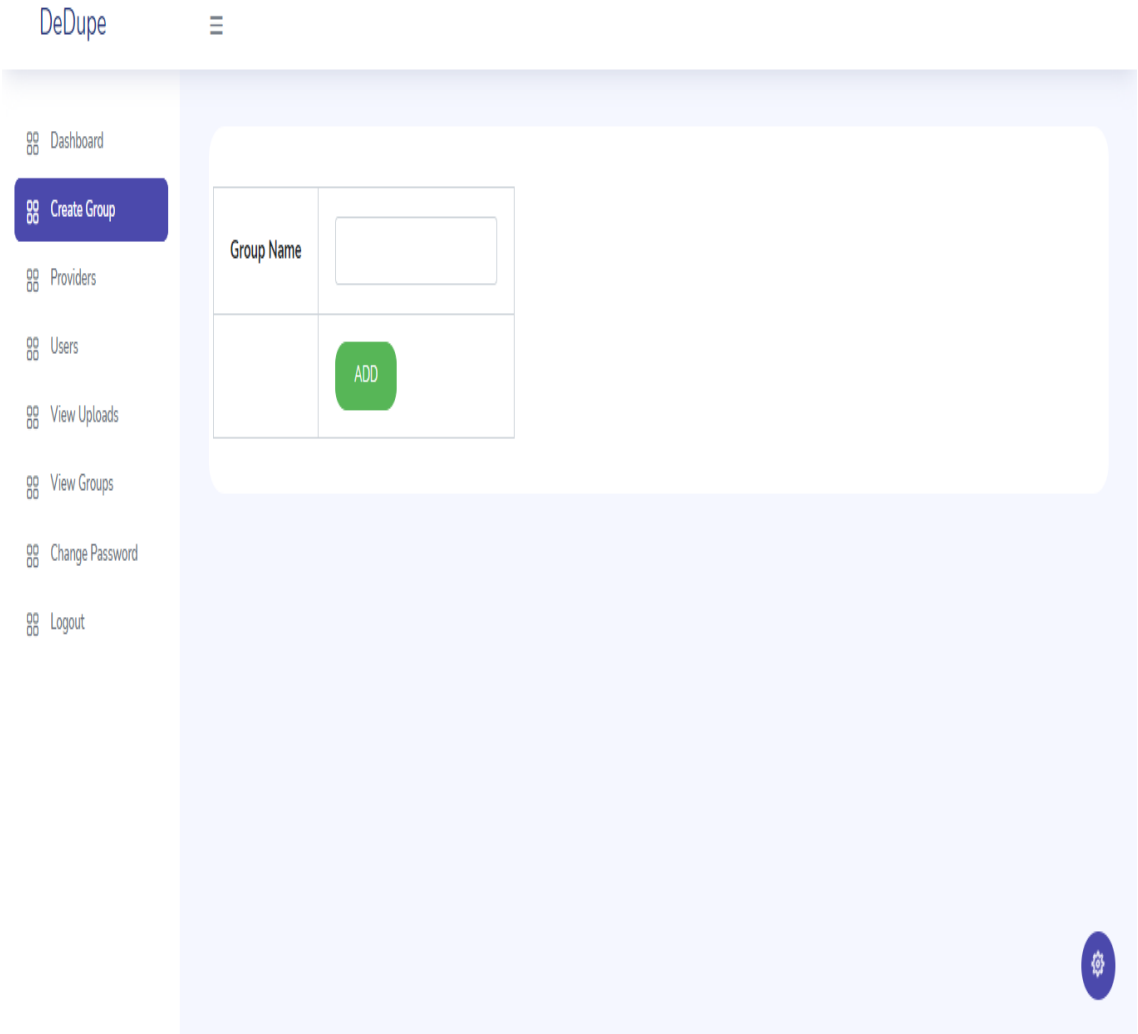 DeDupe
Dashboard
Create Group
Providers
Users
View Uploads
View Groups
Change Password
Logout
Group Name
ADD